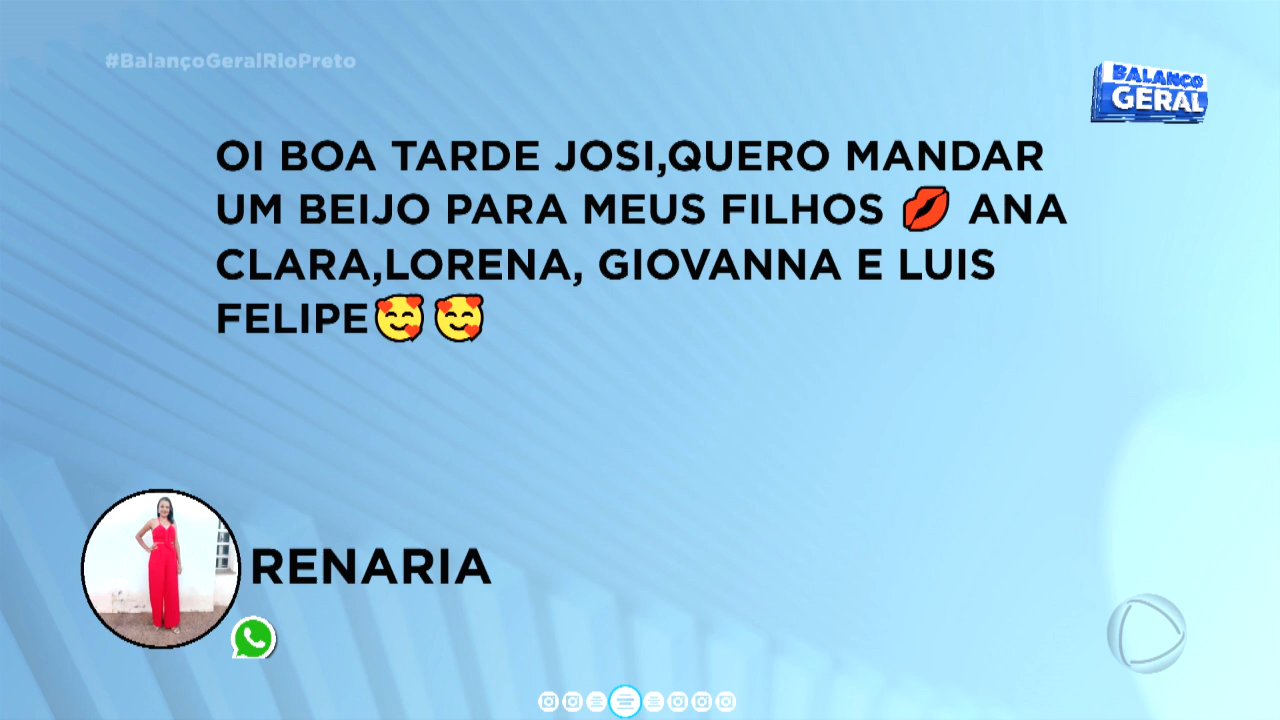 #BalançoGeralRioPreto
BALANÇO
GERAL
OI BOA TARDE JOSI,QUERO MANDAR
UM BEIJO PARA MEUS FILHOS 💋 ANA
CLARA,LORENA, GIOVANNA E LUIS
FELIPE🥰 🥰
RENARIA